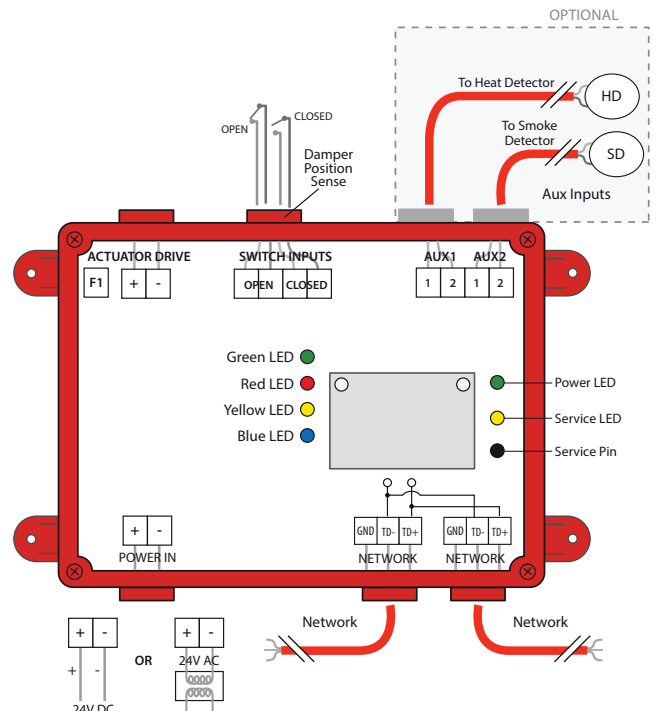 OPTIONAL
To Heat Detector
HD
To Smoke
Detector
SD
Aux Inputs
OPEN
CLOSED
Damper
Position
Sense
ACTUATOR DRIVE
SWITCH INPUTS
AUX1
AUX2
F1
+ -
OPEN
CLOSED
1 2 1 2
Green LED
Red LED
Yellow LED
Blue LED
Power LED
Service LED
Service Pin
+ -
POWER IN
GND TD- TD+
GND TD- TD+
NETWORK
NETWORK
Network
Network
+ -
OR
+ -
+ -
24V AC
24V DC